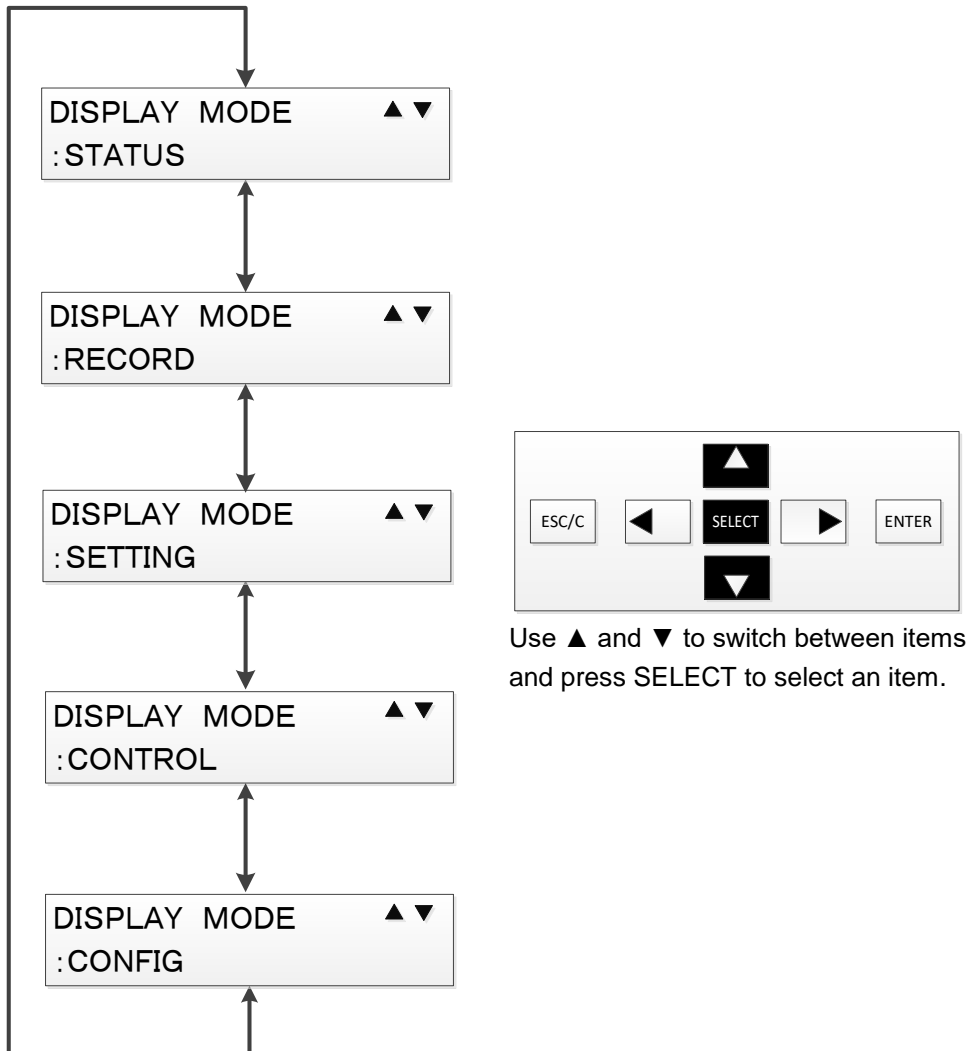 DISPLAY MODE ▲ ▼
:STATUS
DISPLAY MODE ▲ ▼
:RECORD
DISPLAY MODE ▲ ▼
:SETTING
DISPLAY MODE ▲ ▼
:CONTROL
DISPLAY MODE ▲ ▼
:CONFIG
ESC/C ◀ SELECT ▶ ENTER
Use ▲ and ▼ to switch between items
and press SELECT to select an item.